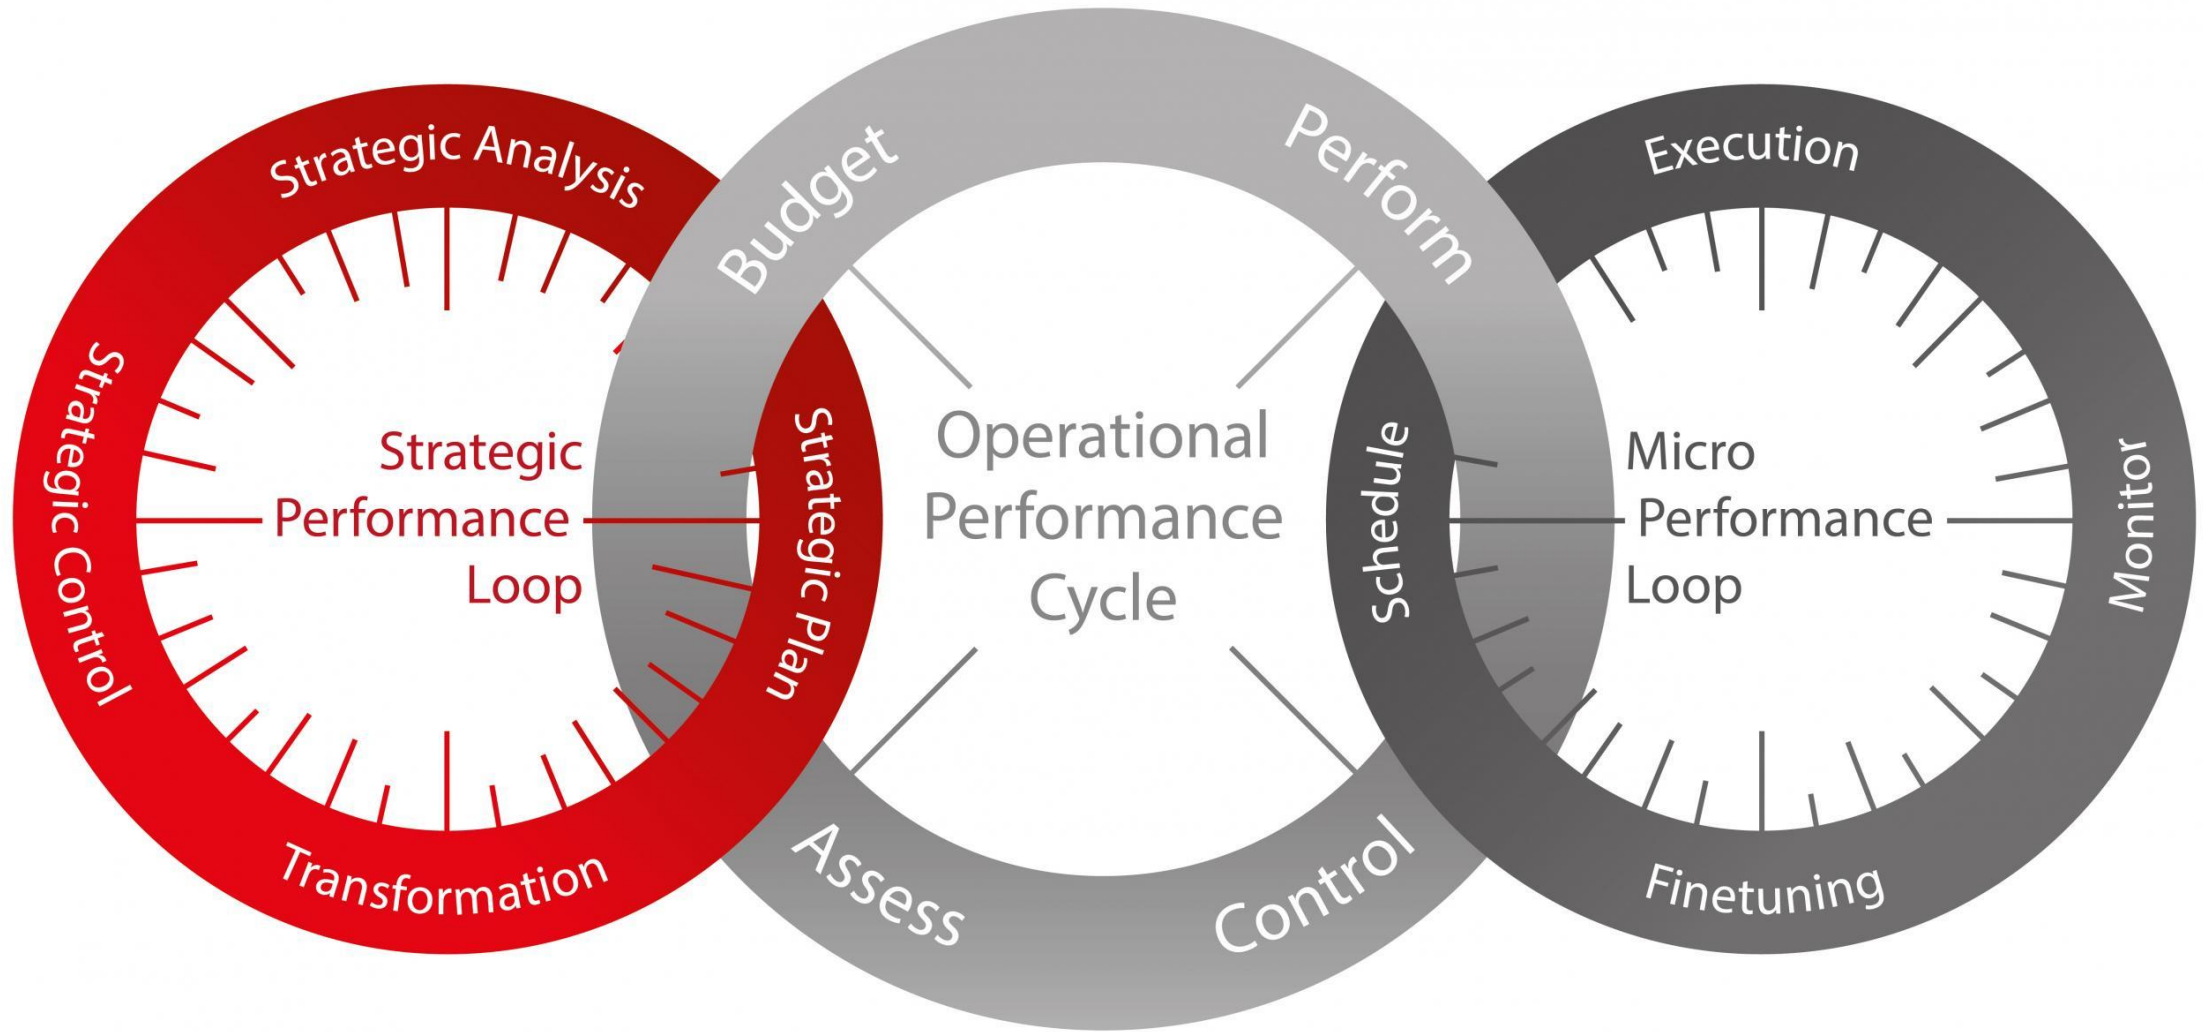 Strategic Analysis
Strategic Control
Strategic
Performance
Loop
Strategic Plan
Transformation
Budget
Perform
Operational
Performance
Cycle
Assess
Control
Execution
Schedule
Micro
Performance
Loop
Monitor
Finetuning